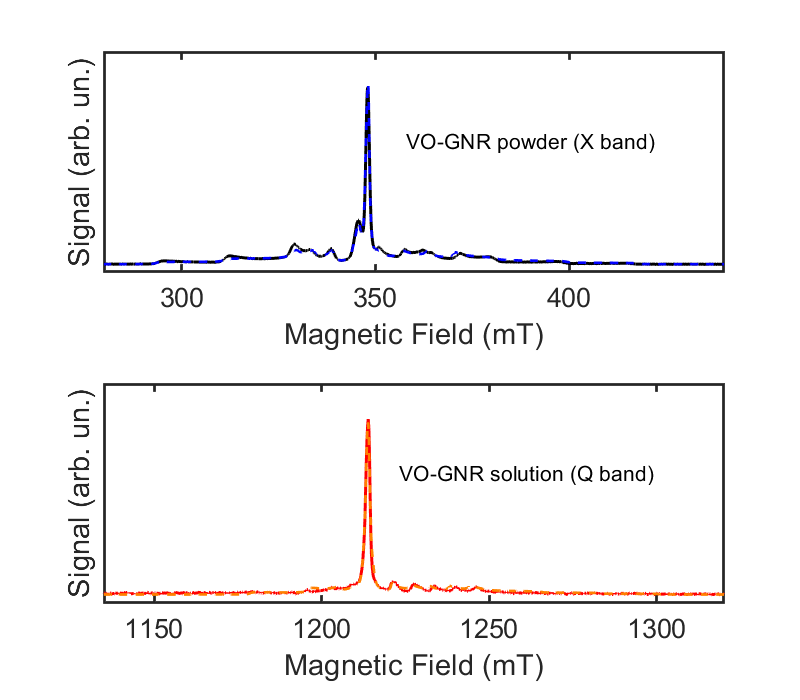 Signal (arb. un.)
VO-GNR powder (X band)
300 350 400
Magnetic Field (mT)
Signal (arb. un.)
VO-GNR solution (Q band)
1150 1200 1250 1300
Magnetic Field (mT)